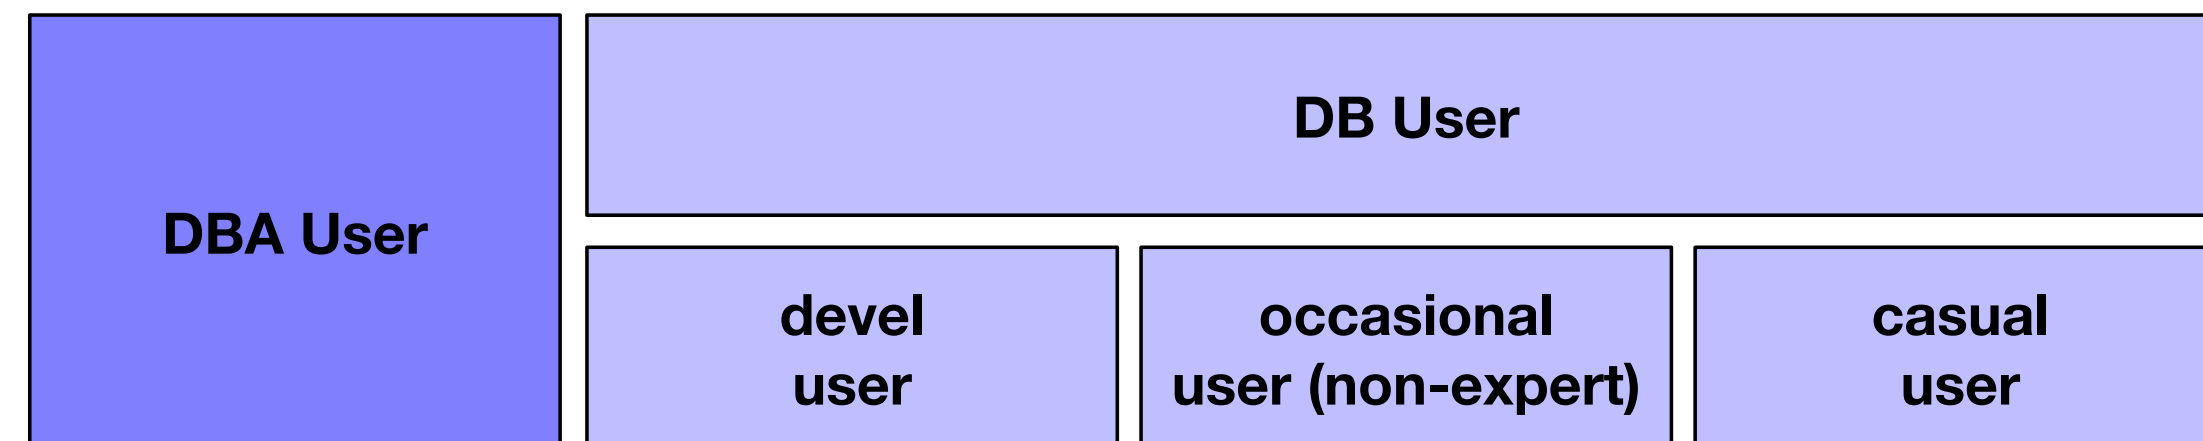 DBA User
DB User
devel
user
occasional
user (non-expert)
casual
user